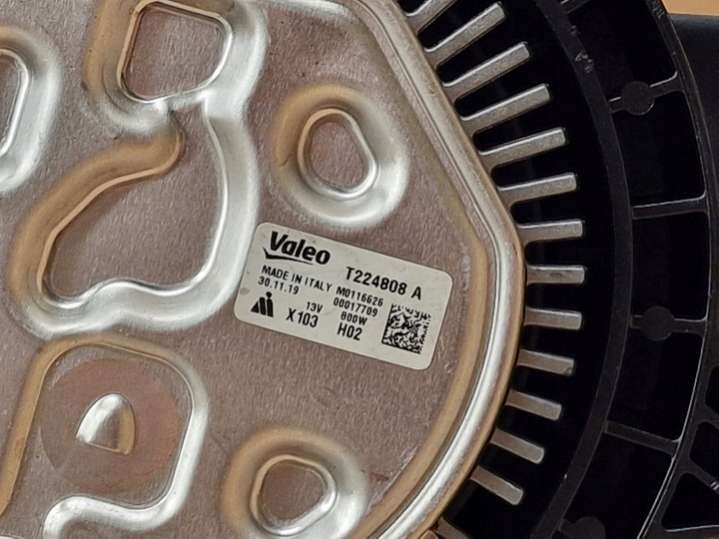 Valeo
T224808 A
MADE IN ITALY M0116626
30.11.19 00017709
13V 800W
X103 H02